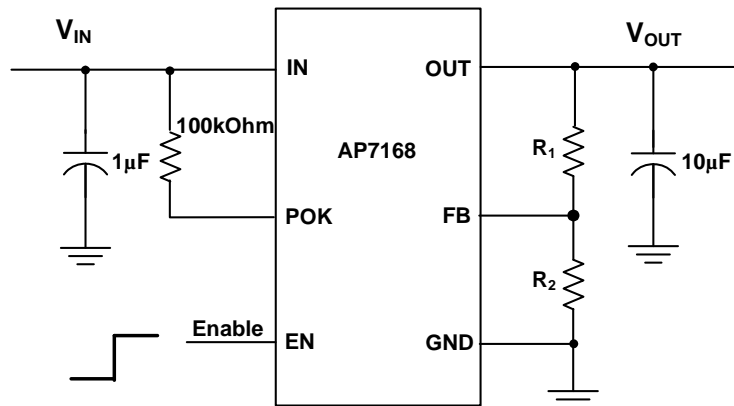 VIN
VOUT
IN
OUT
100kOhm
1µF
AP7168
R1
10µF
POK
FB
R2
Enable
EN
GND